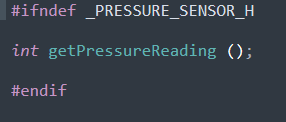 #ifndef _PRESSURE_SENSOR_H
int getPressureReading ();
#endif